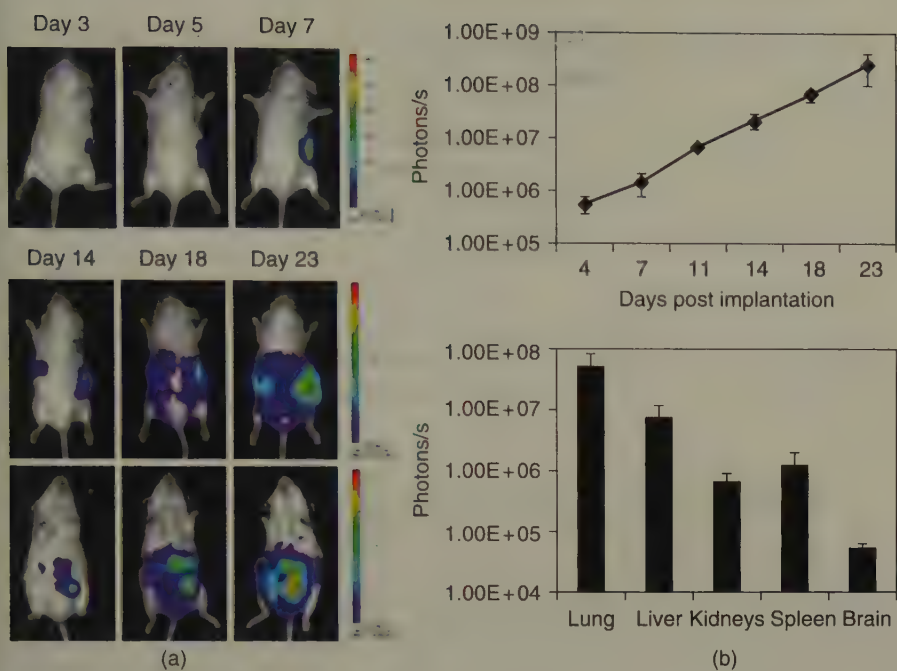 Day 3 Day 5 Day 7
Day 14 Day 18 Day 23
(a)
1.00E+09
1.00E+08
1.00E+07
1.00E+06
1.00E+05
Photons/s
4 7 11 14 18 23
Days post implantation
1.00E+08
1.00E+07
1.00E+06
1.00E+05
1.00E+04
Photons/s
Lung Liver Kidneys Spleen Brain
(b)